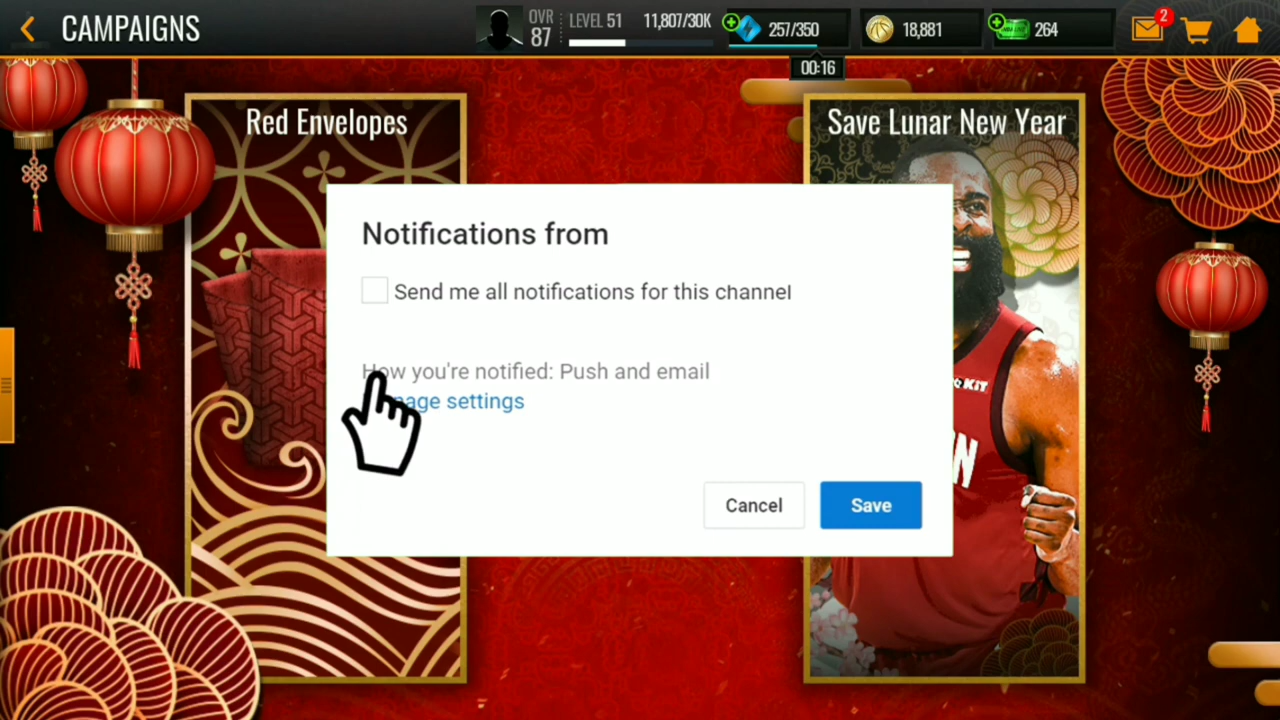 CAMPAIGNS
OVR
87
LEVEL 51
11,807/30K
257/350
00:16
18,881
264
2
Red Envelopes
Save Lunar New Year
Notifications from
Send me all notifications for this channel
How you're notified: Push and email
nage settings
Cancel
Save
KIT
N